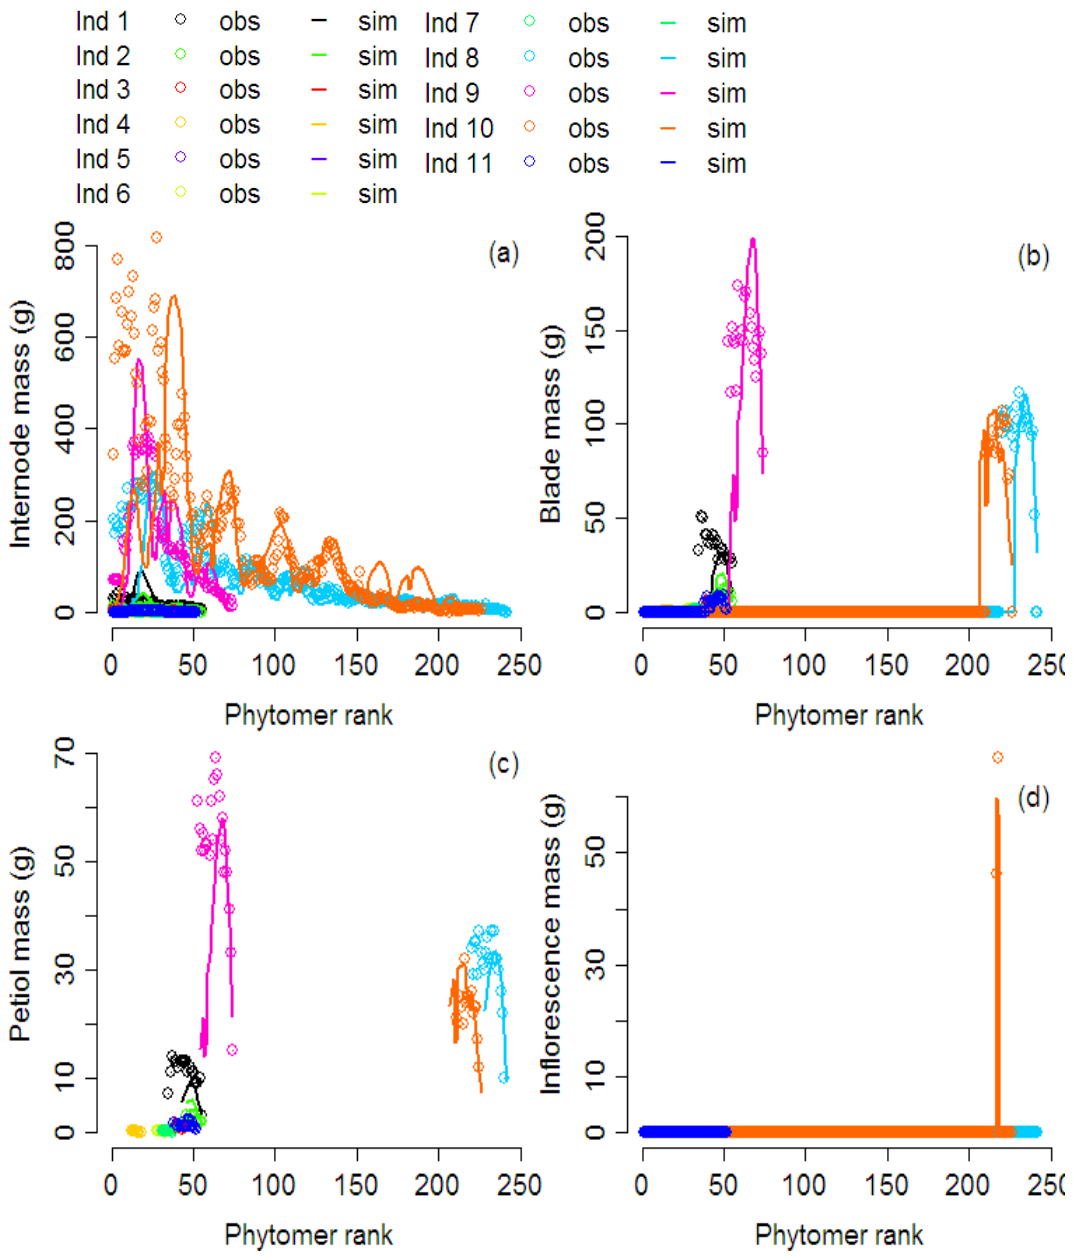 Ind 1 obs sim Ind 7 obs sim
Ind 2 obs sim Ind 8 obs sim
Ind 3 obs sim Ind 9 obs sim
Ind 4 obs sim Ind 10 obs sim
Ind 5 obs sim Ind 11 obs sim
Ind 6 obs sim
(a)
Internode mass (g)
0 200 400 600 800
0 50 100 150 200 250
Phytomer rank
(b)
Blade mass (g)
0 50 100 150 200
0 50 100 150 200 250
Phytomer rank
(c)
Petiol mass (g)
0 10 30 50 70
0 50 100 150 200 250
Phytomer rank
(d)
Inflorescence mass (g)
0 10 30 50
0 50 100 150 200 250
Phytomer rank